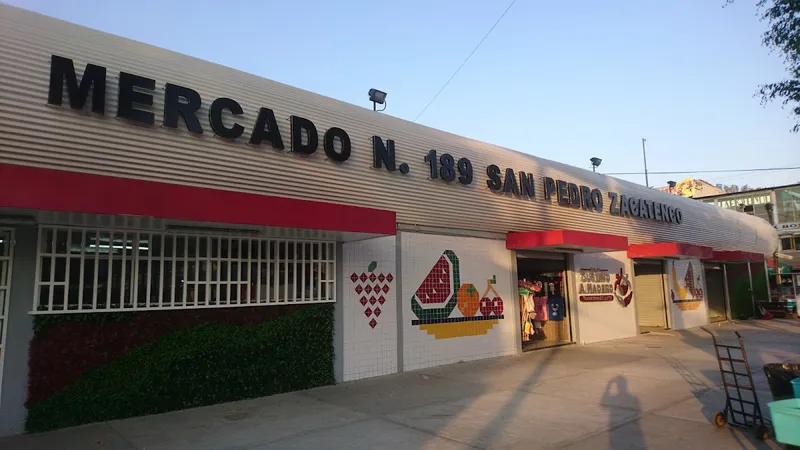 MERCADO N. 189 SAN PEDRO ZACATENCO